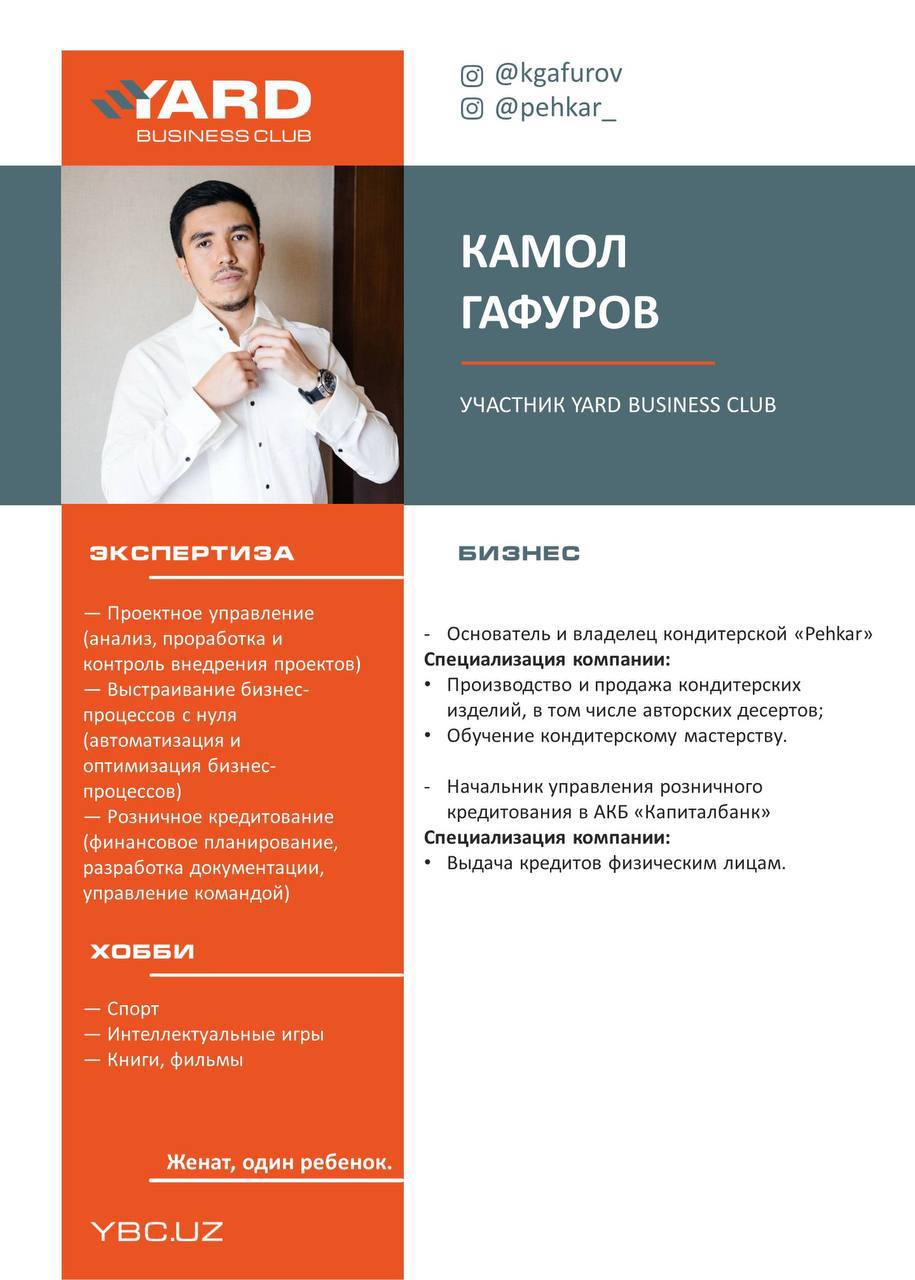 YARD
BUSINESS CLUB
@kgafurov
@pehkar_
КАМОЛ
ГАФУРОВ
УЧАСТНИК YARD BUSINESS CLUB
ЭКСПЕРТИЗА
— Проектное управление
(анализ, проработка и
контроль внедрения проектов)
— Выстраивание бизнес-
процессов с нуля
(автоматизация и
оптимизация бизнес-
процессов)
— Розничное кредитование
(финансовое планирование,
разработка документации,
управление командой)
ХОББИ
— Спорт
— Интеллектуальные игры
— Книги, фильмы
Женат, один ребенок.
YBC.UZ
БИЗНЕС
- Основатель и владелец кондитерской «Pehkar»
Специализация компании:
• Производство и продажа кондитерских
изделий, в том числе авторских десертов;
• Обучение кондитерскому мастерству.
- Начальник управления розничного
кредитования в АКБ «Капиталбанк»
Специализация компании:
• Выдача кредитов физическим лицам.